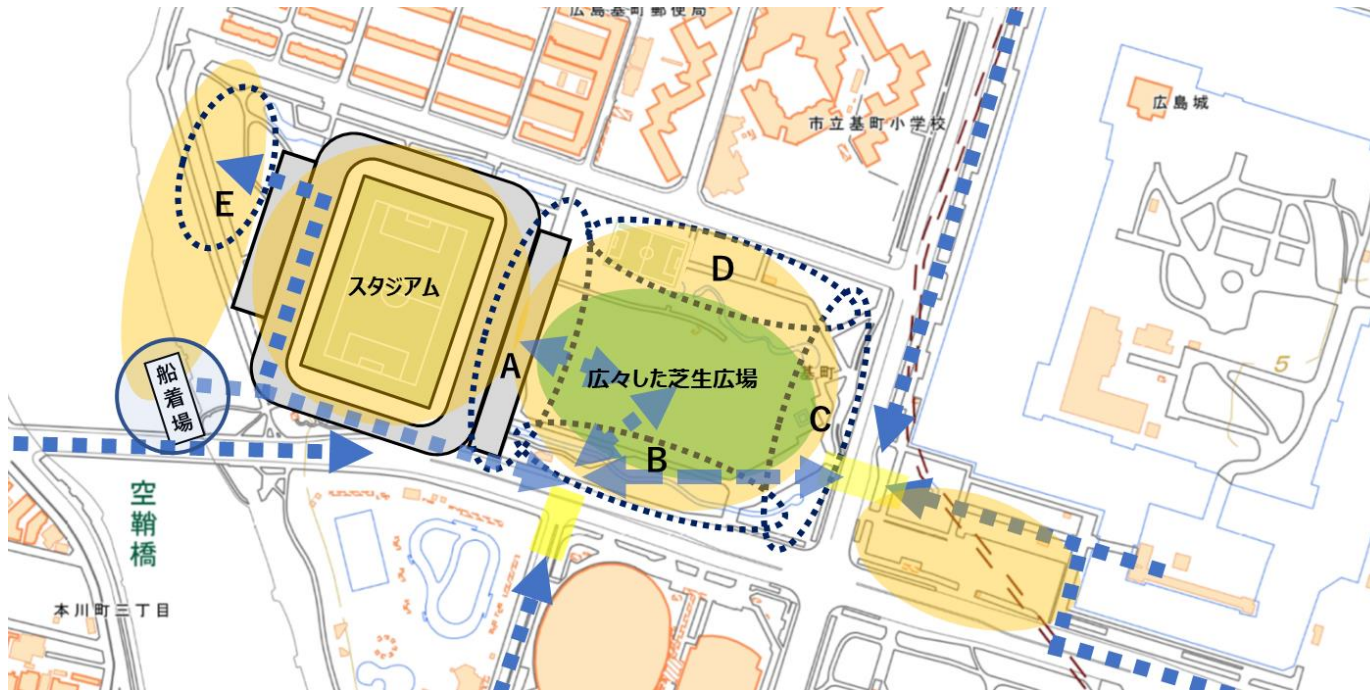 広島基町郵便局
広島城
市立基町小学校
E
D
スタジアム
A
広々した芝生広場
基町
5
船着場
C
B
空鞘橋
本川町三丁目